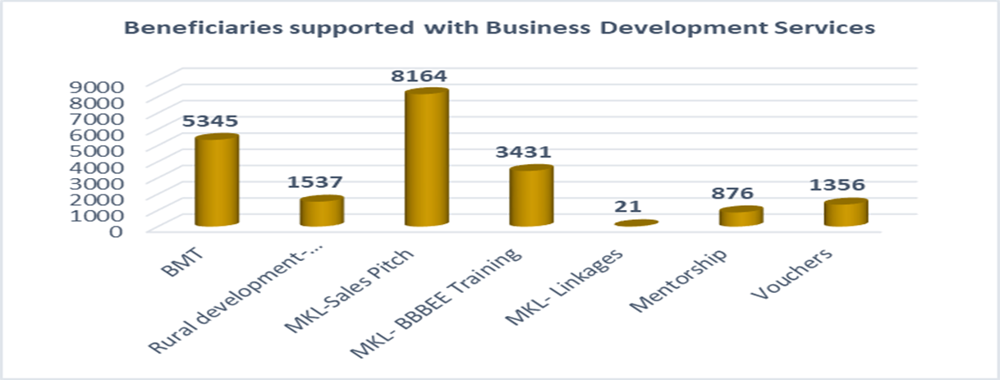 Beneficiaries supported with Business Development Services
9000
8000
7000
6000
5000
4000
3000
2000
1000
0
5345
1537
8164
3431
21
876
1356
BMT
Rural development-...
MKL-Sales Pitch
MKL- BBBEE Training
MKL- Linkages
Mentorship
Vouchers